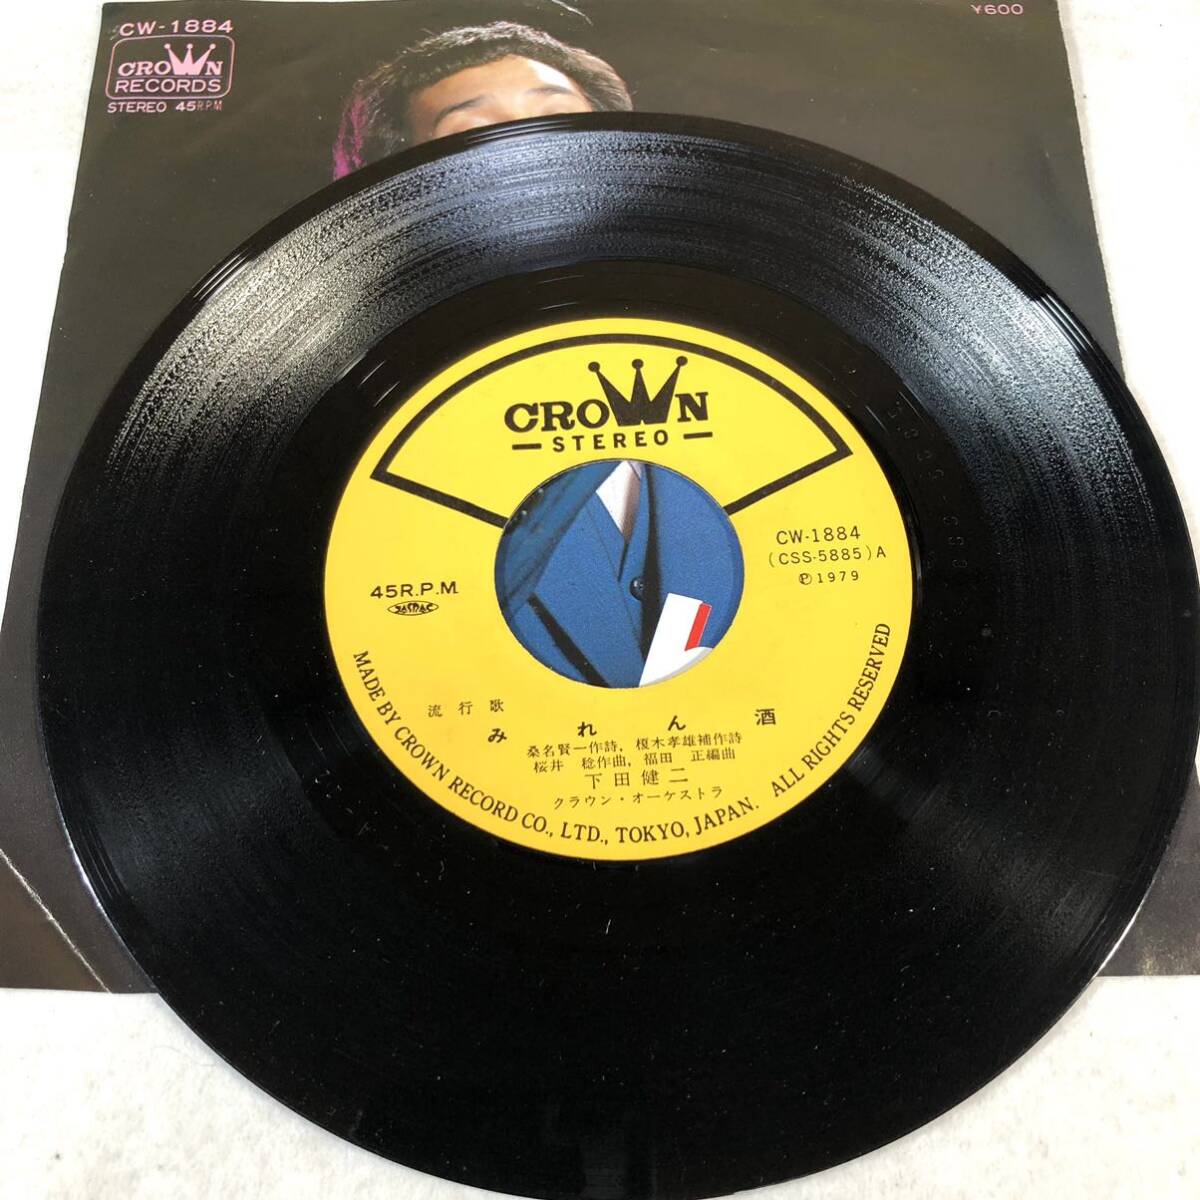 CW-1884
CROWN
RECORDS
STEREO 45RPM
¥600
CROWN
STEREO
CW-1884
(CSS-5885) A
Ⓟ1979
45R.P.M.
JASRAC
流行歌
みれん酒
桑名賢一作詩, 榎木孝雄補作詩
桜井 稔作曲, 福田 正編曲
下田健二
クラウン・オーケストラ
MADE BY CROWN RECORD CO., LTD., TOKYO, JAPAN. ALL RIGHTS RESERVED